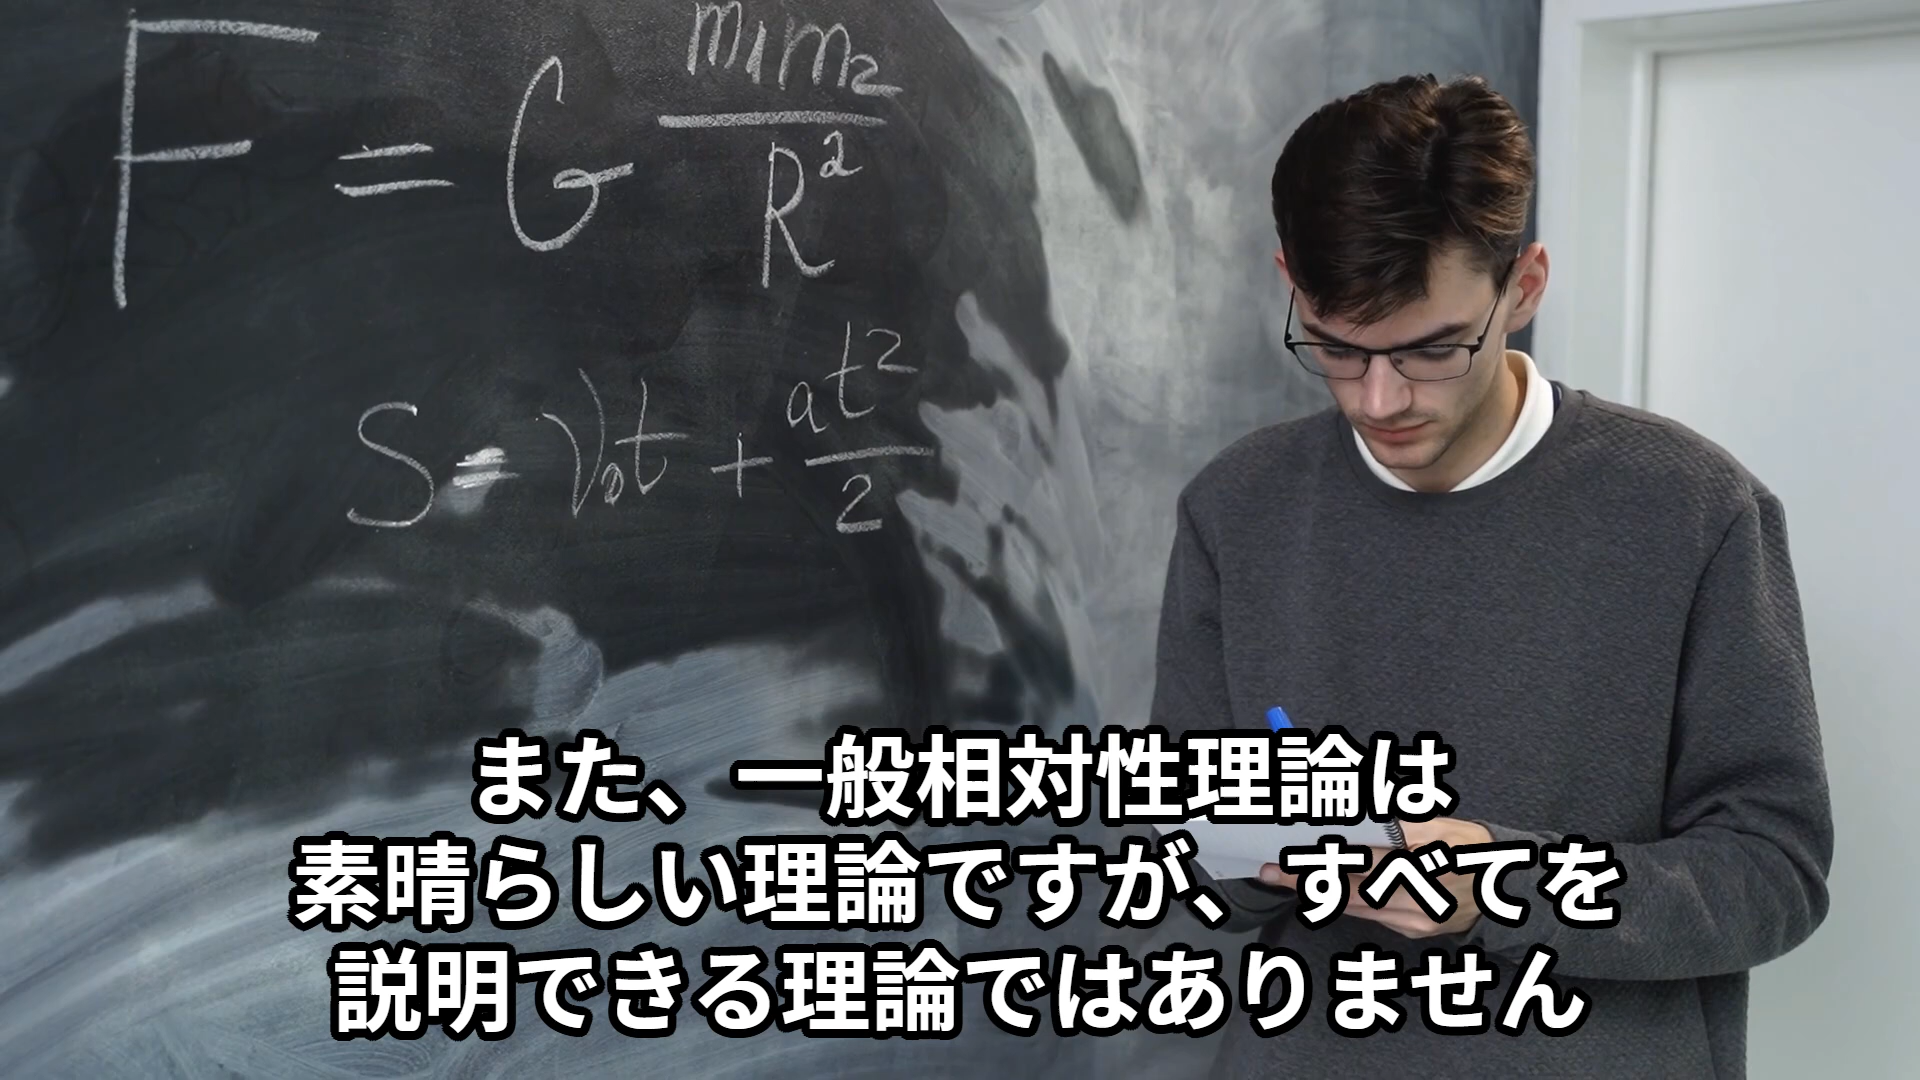 F = G m₁m₂ / R²
S = V₀t + at² / 2
また、一般相対性理論は
素晴らしい理論ですが、すべてを
説明できる理論ではありません